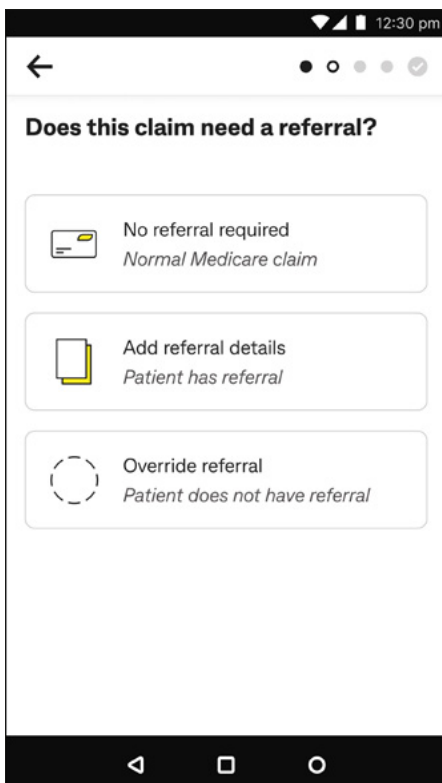 12:30 pm
Does this claim need a referral?
No referral required
Normal Medicare claim
Add referral details
Patient has referral
Override referral
Patient does not have referral